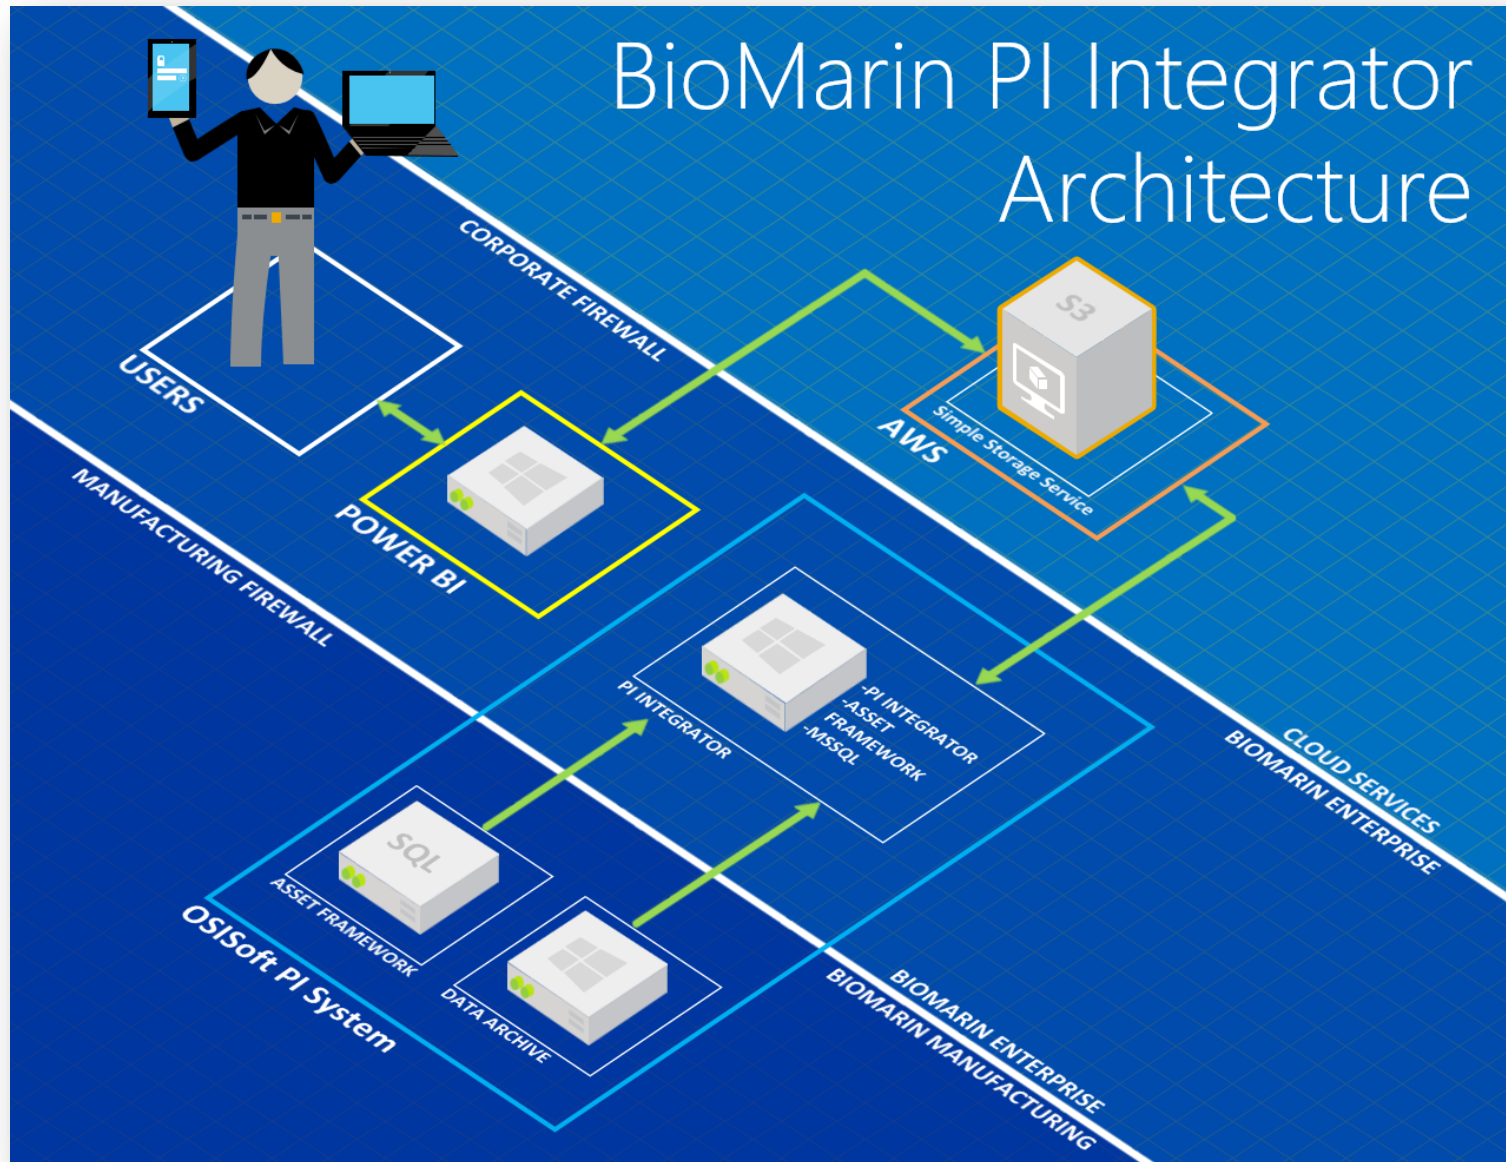 BioMarin PI Integrator
Architecture
CORPORATE FIREWALL
S3
USERS
Simple Storage Service
AWS
MANUFACTURING FIREWALL
POWER BI
PI INTEGRATOR
-PI INTEGRATOR
-ASSET
FRAMEWORK
-MSSQL
CLOUD SERVICES
BIOMARIN ENTERPRISE
SQL
ASSET FRAMEWORK
OSISoft PI System
DATA ARCHIVE
BIOMARIN ENTERPRISE
BIOMARIN MANUFACTURING